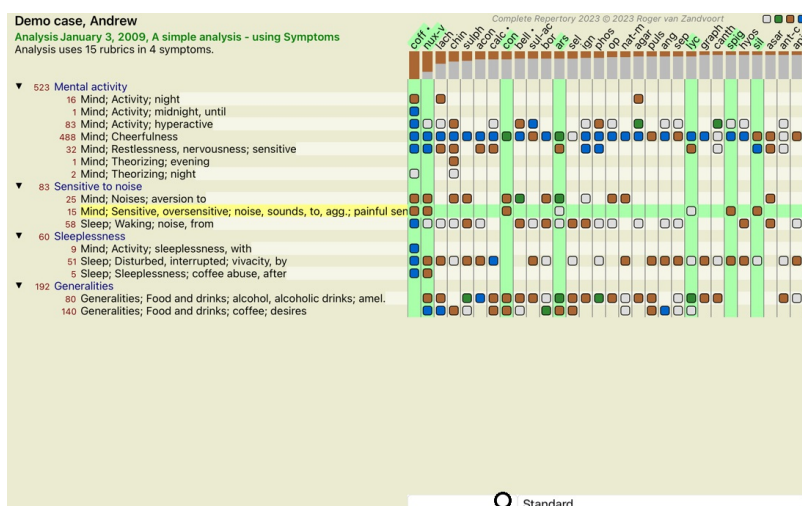 Demo case, Andrew
Complete Repertory 2023 © 2023 Roger van Zandvoort
Analysis January 3, 2009, A simple analysis - using Symptoms
Analysis uses 15 rubrics in 4 symptoms.
coff • nux-v lach chin sulph acon calc • con bell sul-ac bor ars sel ign phos op nat-m agar puls ang sep lyc graph canth spig hyos sil asar ant-c
▼ 523 Mental activity
16 Mind; Activity; night
1 Mind; Activity; midnight, until
83 Mind; Activity; hyperactive
488 Mind; Cheerfulness
32 Mind; Restlessness, nervousness; sensitive
1 Mind; Theorizing; evening
2 Mind; Theorizing; night
▼ 83 Sensitive to noise
25 Mind; Noises; aversion to
15 Mind; Sensitive, oversensitive; noise, sounds, to, agg.; painful sen
58 Sleep; Waking; noise, from
▼ 60 Sleeplessness
9 Mind; Activity; sleeplessness, with
51 Sleep; Disturbed, interrupted; vivacity, by
5 Sleep; Sleeplessness; coffee abuse, after
▼ 192 Generalities
80 Generalities; Food and drinks; alcohol, alcoholic drinks; amel.
140 Generalities; Food and drinks; coffee; desires
Standard